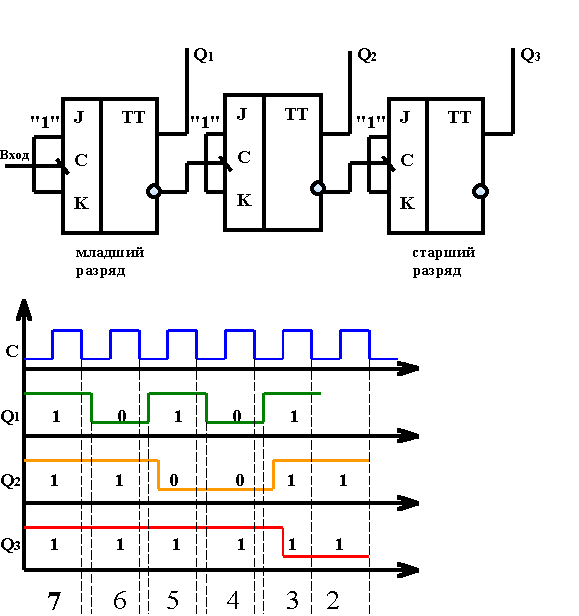 Q1 Q2 Q3
"1" J TT "1" J TT "1" J TT
Вход C C C
K K K
младший старший
разряд разряд
C
Q1 1 0 1 0 1
Q2 1 1 0 0 1 1
Q3 1 1 1 1 1 1
7 6 5 4 3 2